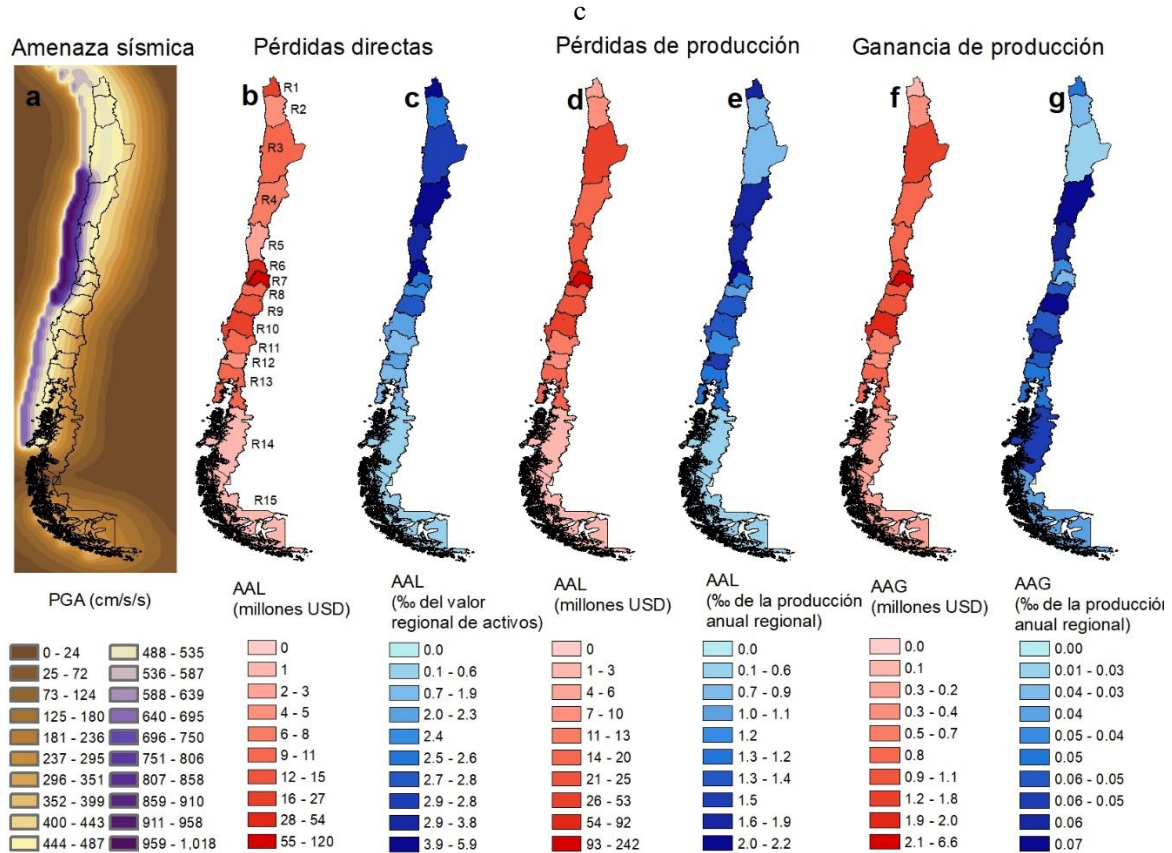 c
Amenaza sísmica
Pérdidas directas
Pérdidas de producción
Ganancia de producción
a
b
c
d
e
f
g
R1
R2
R3
R4
R5
R6
R7
R8
R9
R10
R11
R12
R13
R14
R15
PGA (cm/s/s)
0 - 24
25 - 72
73 - 124
125 - 180
181 - 236
237 - 295
296 - 351
352 - 399
400 - 443
444 - 487
488 - 535
536 - 587
588 - 639
640 - 695
696 - 750
751 - 806
807 - 858
859 - 910
911 - 958
959 - 1,018
AAL
(millones USD)
0
1
2 - 3
4 - 5
6 - 8
9 - 11
12 - 15
16 - 27
28 - 54
55 - 120
AAL
(‰ del valor
regional de activos)
0.0
0.1 - 0.6
0.7 - 1.9
2.0 - 2.3
2.4
2.5 - 2.6
2.7 - 2.8
2.9 - 2.8
2.9 - 3.8
3.9 - 5.9
AAL
(millones USD)
0
1 - 3
4 - 6
7 - 10
11 - 13
14 - 20
21 - 25
26 - 53
54 - 92
93 - 242
AAL
(‰ de la producción
anual regional)
0.0
0.1 - 0.6
0.7 - 0.9
1.0 - 1.1
1.2
1.3 - 1.2
1.3 - 1.4
1.5
1.6 - 1.9
2.0 - 2.2
AAG
(millones USD)
0.0
0.1
0.3 - 0.2
0.3 - 0.4
0.5 - 0.7
0.8
0.9 - 1.1
1.2 - 1.8
1.9 - 2.0
2.1 - 6.6
AAG
(‰ de la producción
anual regional)
0.00
0.01 - 0.03
0.04 - 0.03
0.04
0.05 - 0.04
0.05
0.06 - 0.05
0.06 - 0.05
0.06
0.07